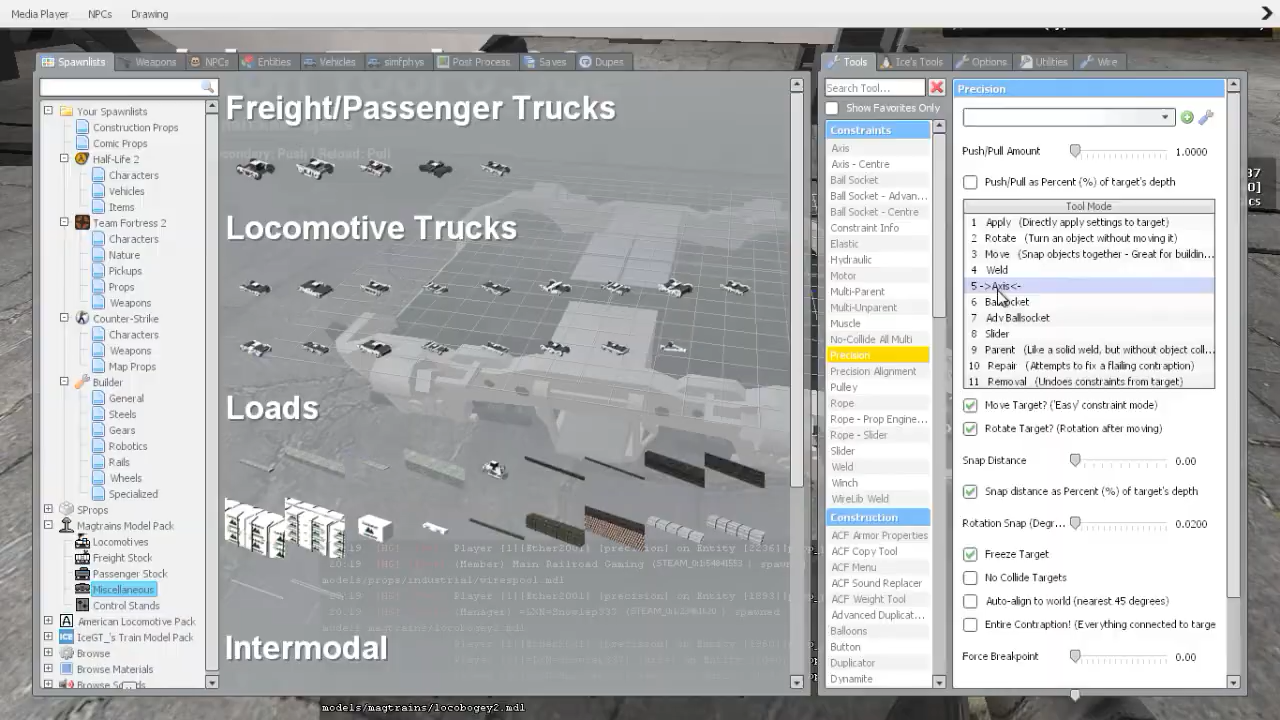 Media Player NPCs Drawing
Spawnlists Weapons NPCs Entities Vehicles simfphys Post Process Saves Dupes
Your Spawnlists
Construction Props
Comic Props
Half-Life 2
Characters
Vehicles
Items
Team Fortress 2
Characters
Nature
Pickups
Props
Weapons
Counter-Strike
Characters
Weapons
Map Props
Builder
General
Steels
Gears
Robotics
Rails
Wheels
Specialized
SProps
Magtrains Model Pack
Locomotives
Freight Stock
Passenger Stock
Miscellaneous
Control Stands
American Locomotive Pack
IceGT_'s Train Model Pack
Browse
Browse Materials
Browse Sounds
Freight/Passenger Trucks
Locomotive Trucks
Loads
Intermodal
models/props/industrial/wirespool.mdl
models/magtrains/locobogey2.mdl
Tools Ice's Tools Options Utilities Wire
Search Tool...
Show Favorites Only
Constraints
Axis
Axis - Centre
Ball Socket
Ball Socket - Advan...
Ball Socket - Centre
Constraint Info
Elastic
Hydraulic
Motor
Multi-Parent
Multi-Unparent
Muscle
No-Collide All Multi
Precision
Precision Alignment
Pulley
Rope
Rope - Prop Engine...
Rope - Slider
Slider
Weld
Winch
WireLib Weld
Construction
ACF Armor Properties
ACF Copy Tool
ACF Menu
ACF Sound Replacer
ACF Weight Tool
Advanced Duplicat...
Balloons
Button
Duplicator
Dynamite
Precision
Push/Pull Amount 1.0000
Push/Pull as Percent (%) of target's depth
Tool Mode
1 Apply (Directly apply settings to target)
2 Rotate (Turn an object without moving it)
3 Move (Snap objects together - Great for buildin...
4 Weld
5 ->Axis<-
6 Ballsocket
7 Adv Ballsocket
8 Slider
9 Parent (Like a solid weld, but without object coll...
10 Repair (Attempts to fix a flailing contraption)
11 Removal (Undoes constraints from target)
Move Target? ('Easy' constraint mode)
Rotate Target? (Rotation after moving)
Snap Distance 0.00
Snap distance as Percent (%) of target's depth
Rotation Snap (Degr... 0.0200
Freeze Target
No Collide Targets
Auto-align to world (nearest 45 degrees)
Entire Contraption! (Everything connected to targe
Force Breakpoint 0.00